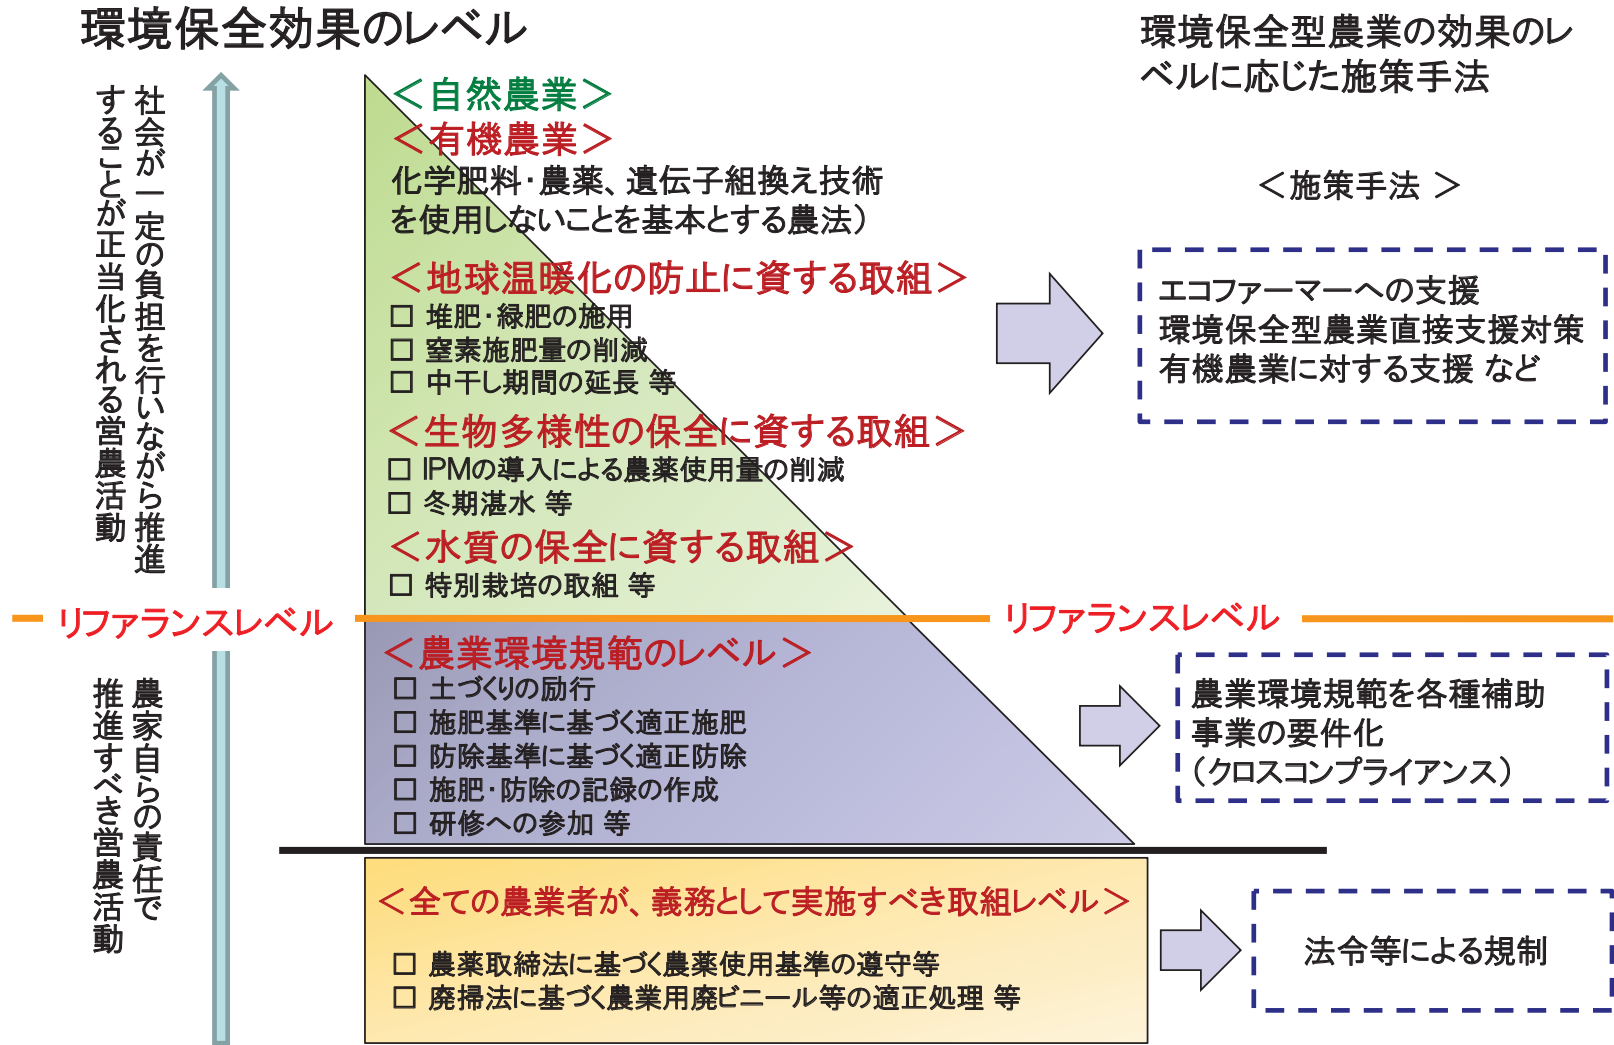 環境保全効果のレベル
環境保全型農業の効果のレ
ベルに応じた施策手法
社会が一定の負担を行いながら推進
することが正当化される営農活動
＜自然農業＞
＜有機農業＞
化学肥料・農薬、遺伝子組換え技術
を使用しないことを基本とする農法）
＜地球温暖化の防止に資する取組＞
□ 堆肥・緑肥の施用
□ 窒素施肥量の削減
□ 中干し期間の延長 等
＜生物多様性の保全に資する取組＞
□ IPMの導入による農薬使用量の削減
□ 冬期湛水 等
＜水質の保全に資する取組＞
□ 特別栽培の取組 等
＜施策手法 ＞
エコファーマーへの支援
環境保全型農業直接支援対策
有機農業に対する支援 など
リファランスレベル
リファランスレベル
農家自らの責任で
推進すべき営農活動
＜農業環境規範のレベル＞
□ 土づくりの励行
□ 施肥基準に基づく適正施肥
□ 防除基準に基づく適正防除
□ 施肥・防除の記録の作成
□ 研修への参加 等
農業環境規範を各種補助
事業の要件化
（クロスコンプライアンス）
＜全ての農業者が、義務として実施すべき取組レベル＞
□ 農薬取締法に基づく農薬使用基準の遵守等
□ 廃掃法に基づく農業用廃ビニール等の適正処理 等
法令等による規制